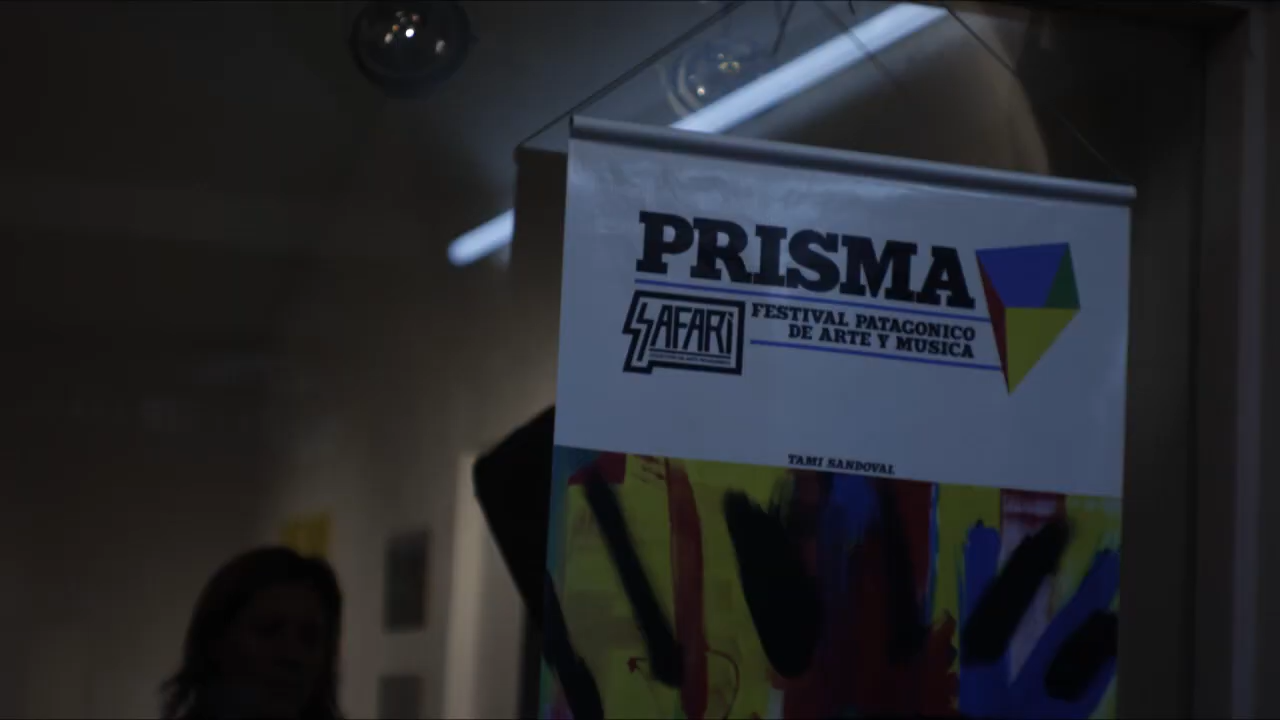 PRISMA
SAFARi
FESTIVAL PATAGONICO
DE ARTE Y MUSICA
TAMI SANDOVAL